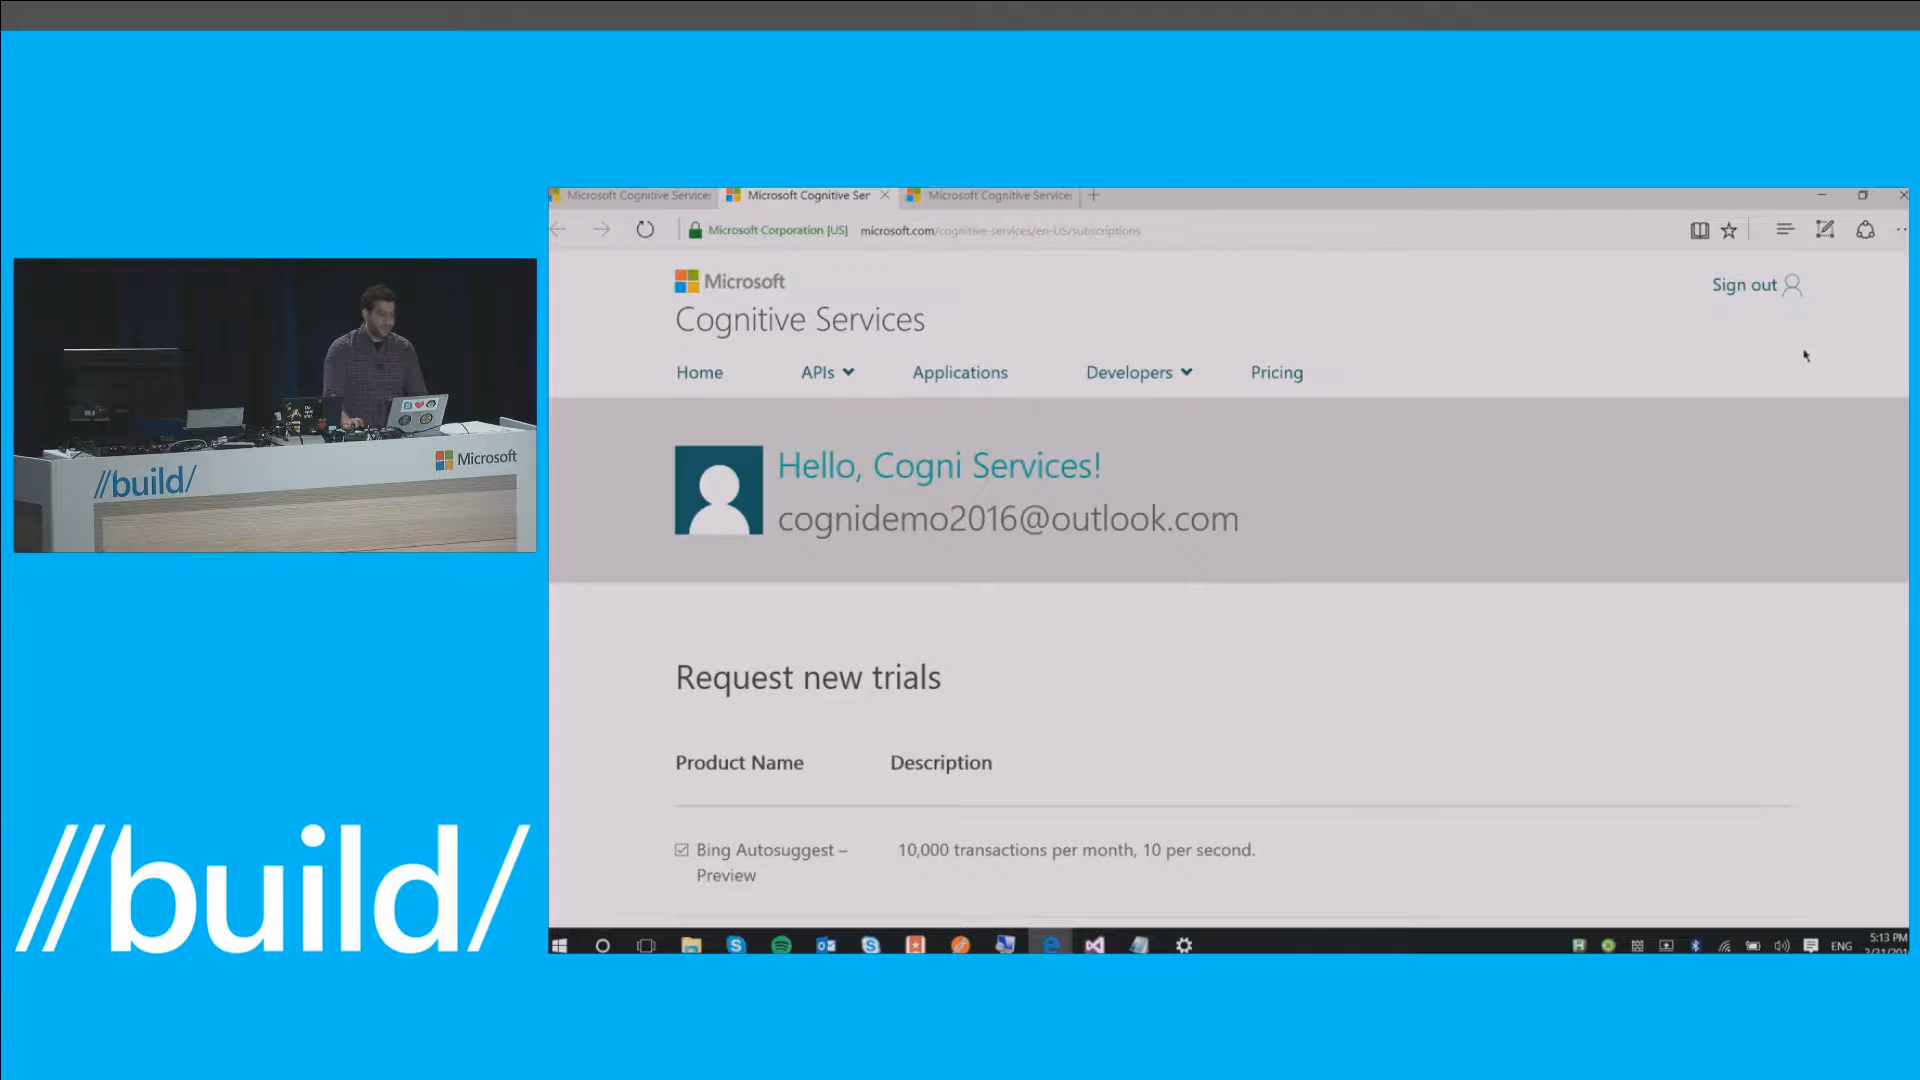 Microsoft Cognitive Services
Microsoft Cognitive Ser
Microsoft Cognitive Services
Microsoft Corporation [US]
microsoft.com/cognitive-services/en-US/subscriptions
Microsoft
Sign out
Cognitive Services
Home
APIs
Applications
Developers
Pricing
Hello, Cogni Services!
cognidemo2016@outlook.com
Request new trials
Product Name
Description
Bing Autosuggest –
Preview
10,000 transactions per month, 10 per second.
ENG
5:13 PM
//build/
Microsoft
//build/